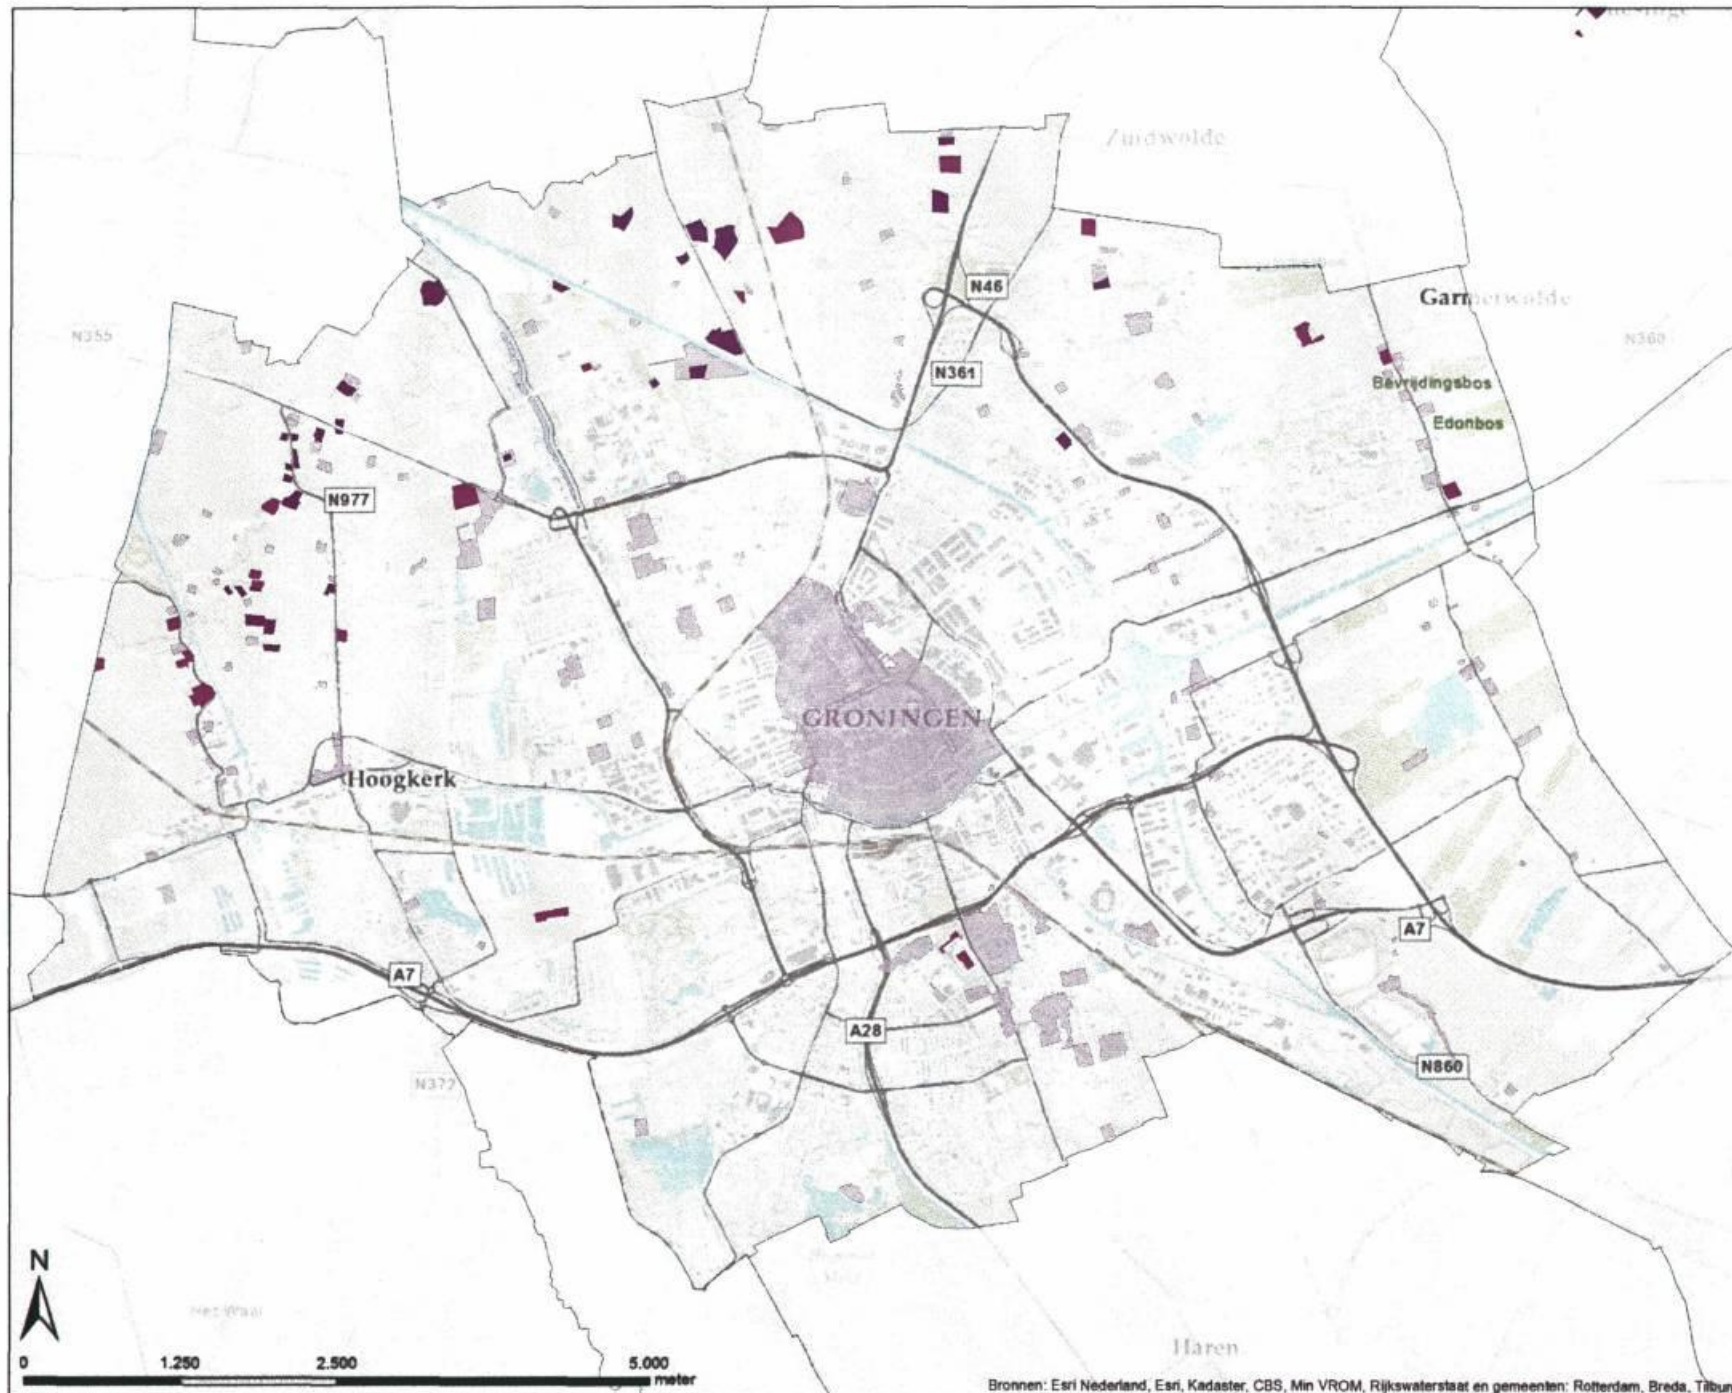 Zuidwolde
N46
Garmerwolde
N355
N360
N361
Bevrijdingsbos
Edonbos
N977
GRONINGEN
Hoogkerk
A7
A7
A28
N860
N372
N
Haren
0 1.250 2.500 5.000
meter
Bronnen: Esri Nederland, Esri, Kadaster, CBS, Min VROM, Rijkswaterstaat en gemeenten: Rotterdam, Breda, Tilbur